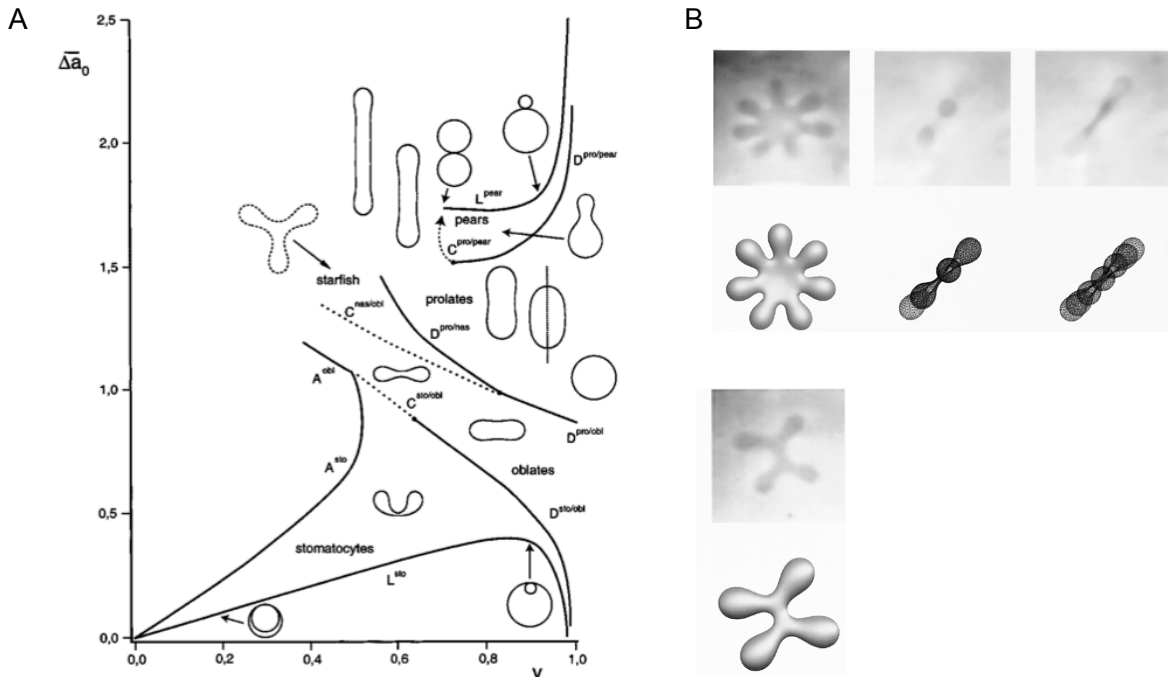 A
B
2,5
Δa̅₀
2,0
D^pro/pear
L^pear
pears
C^pro/pear
1,5
starfish
C^nas/obl
prolates
D^pro/nas
1,0
A^obl
C^sto/obl
D^pro/obl
A^sto
oblates
D^sto/obl
0,5
stomatocytes
L^sto
0,0
0,0
0,2
0,4
0,6
0,8
1,0
v